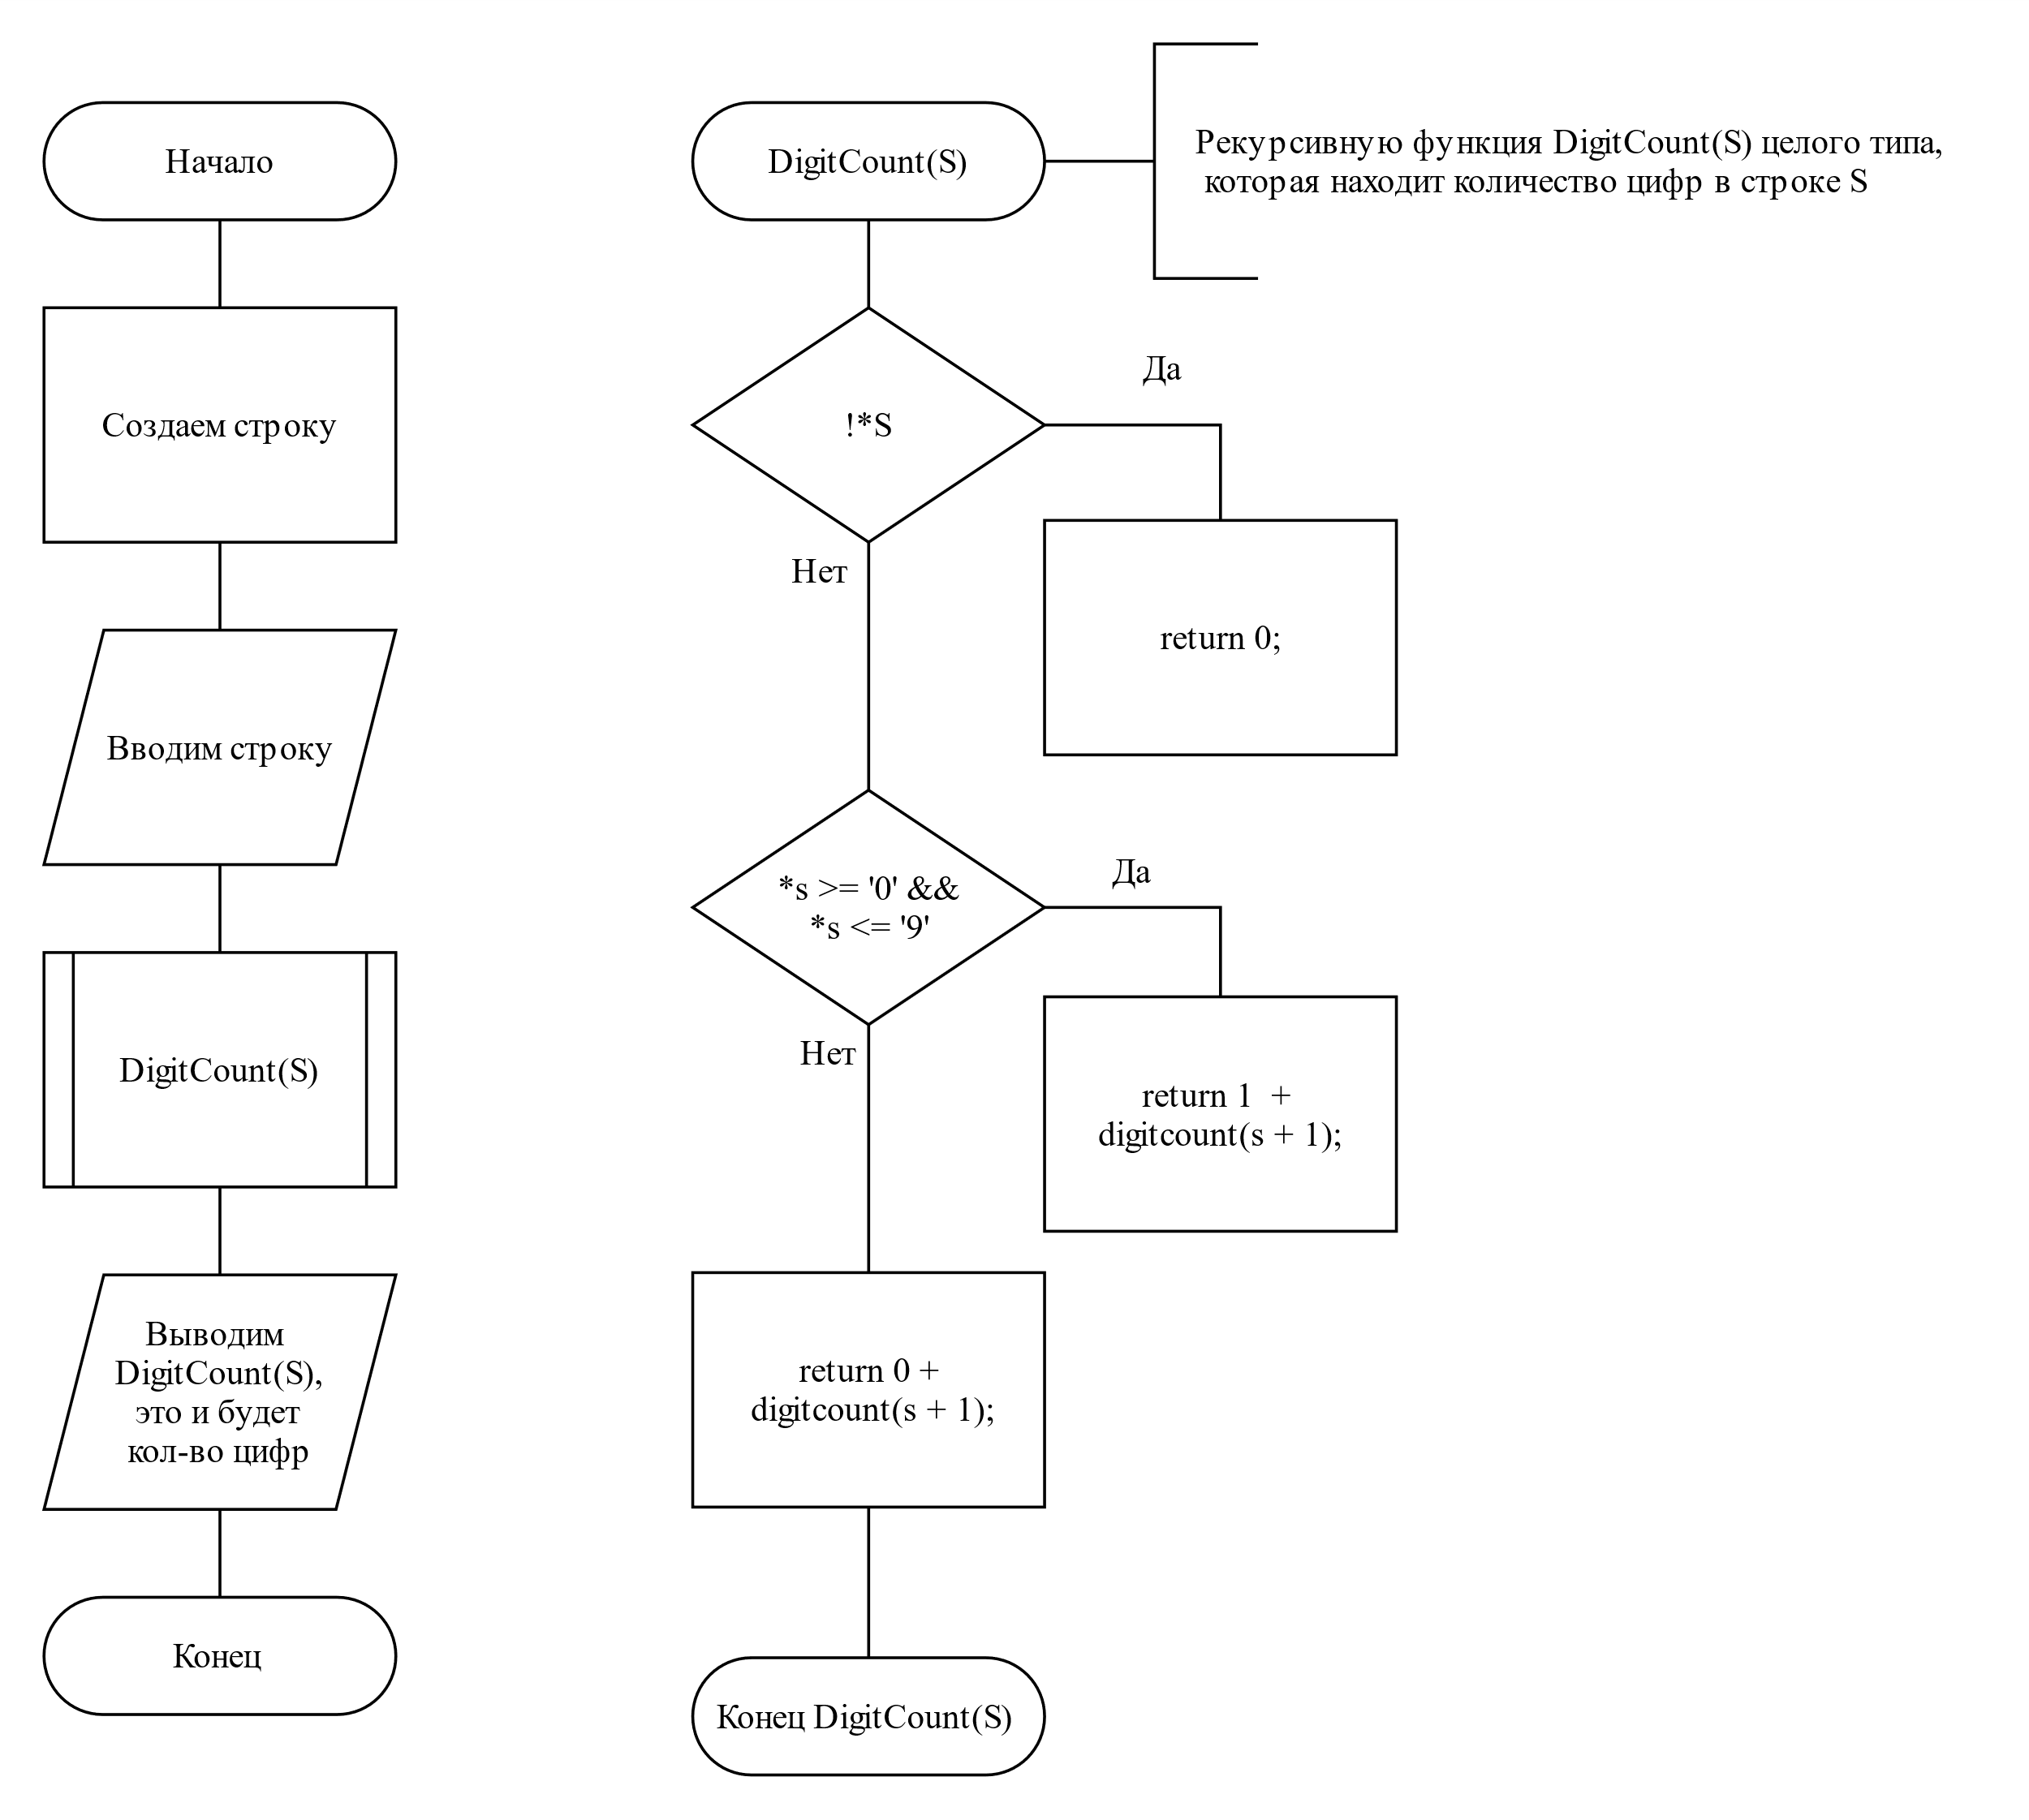 Начало
Создаем строку
Вводим строку
DigitCount(S)
Выводим
DigitCount(S),
это и будет
кол-во цифр
Конец
DigitCount(S)
Рекурсивную функция DigitCount(S) целого типа,
которая находит количество цифр в строке S
!*S
Да
return 0;
Нет
*s >= '0' &&
*s <= '9'
Да
return 1  +
digitcount(s + 1);
Нет
return 0 +
digitcount(s + 1);
Конец DigitCount(S)